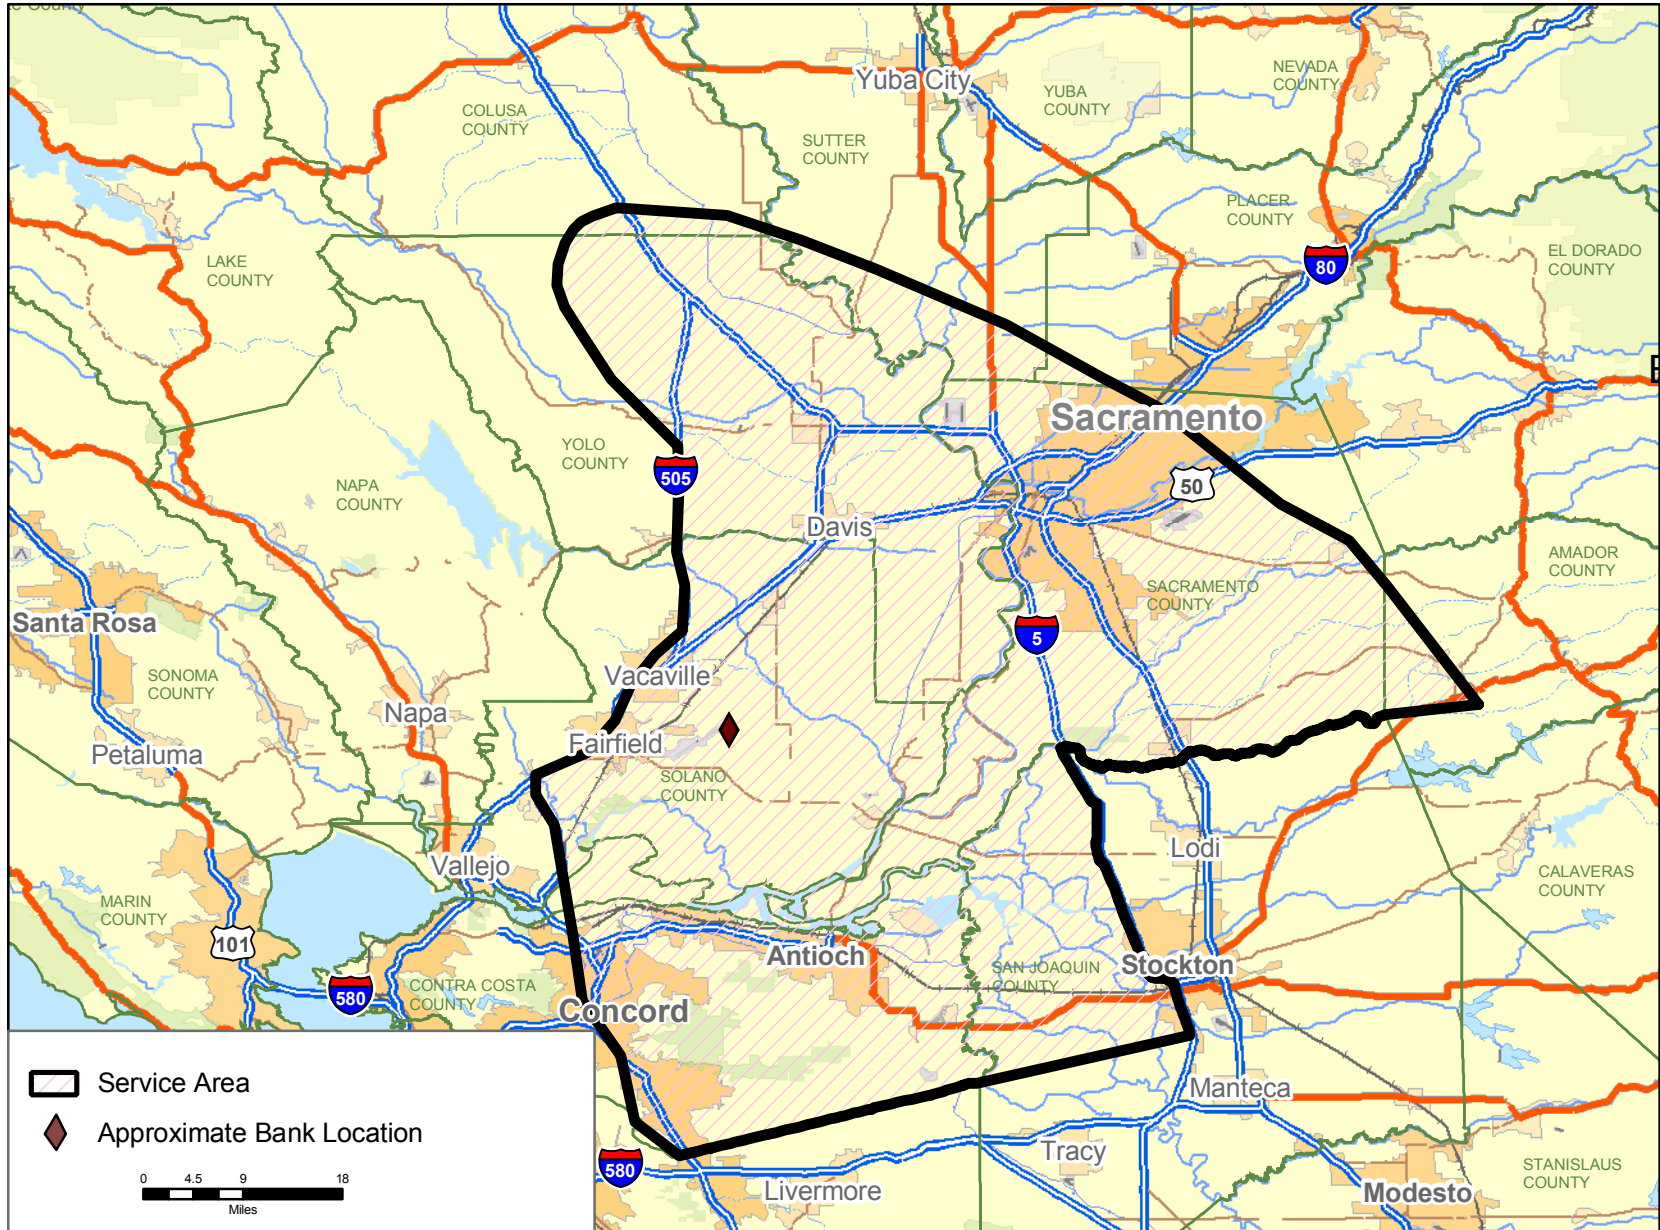 County
Yuba City
NEVADA
COUNTY
COLUSA
COUNTY
YUBA
COUNTY
SUTTER
COUNTY
PLACER
COUNTY
LAKE
COUNTY
80
EL DORADO
COUNTY
Sacramento
YOLO
COUNTY
505
NAPA
COUNTY
50
Davis
AMADOR
COUNTY
SACRAMENTO
COUNTY
Santa Rosa
5
SONOMA
COUNTY
Vacaville
Napa
Fairfield
Petaluma
SOLANO
COUNTY
Lodi
Vallejo
CALAVERAS
COUNTY
MARIN
COUNTY
101
Antioch
SAN JOAQUIN
COUNTY
Stockton
580
CONTRA COSTA
COUNTY
Concord
Service Area
Manteca
Approximate Bank Location
Tracy
580
Livermore
STANISLAUS
COUNTY
Modesto
0 4.5 9 18
Miles